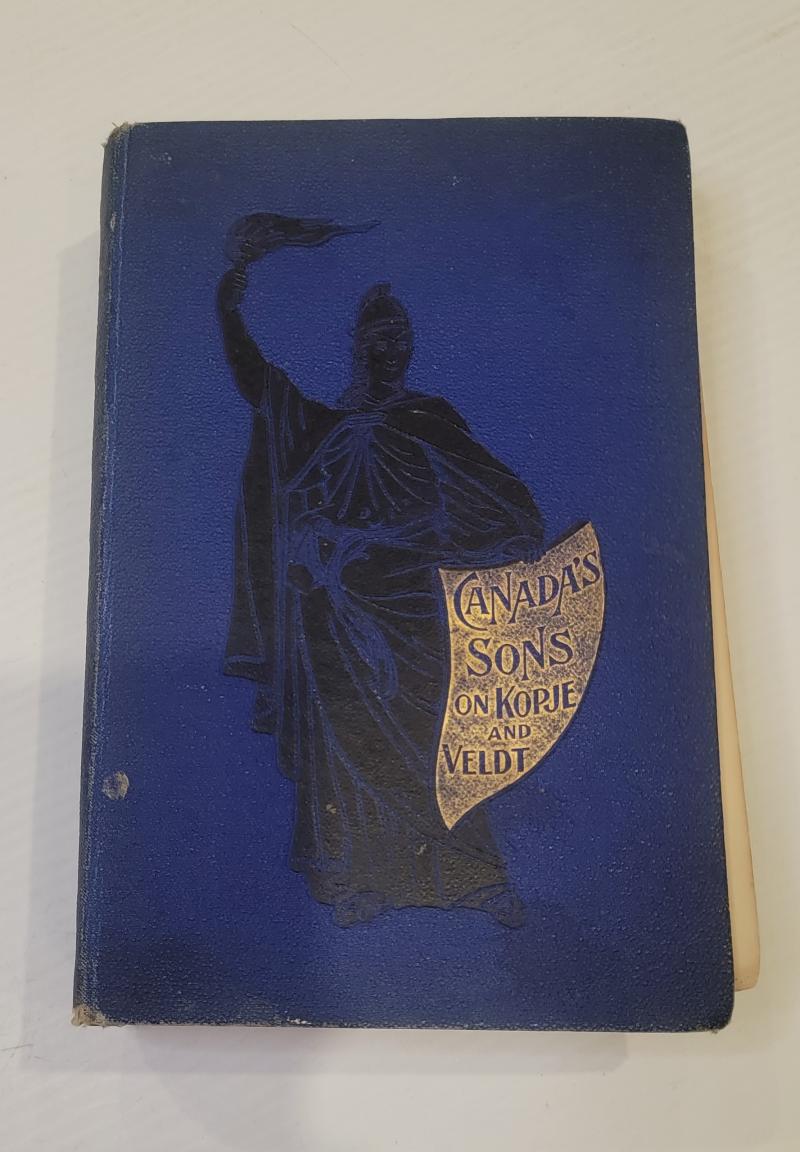 CANADA'S
SONS
ON KOPJE
AND
VELDT